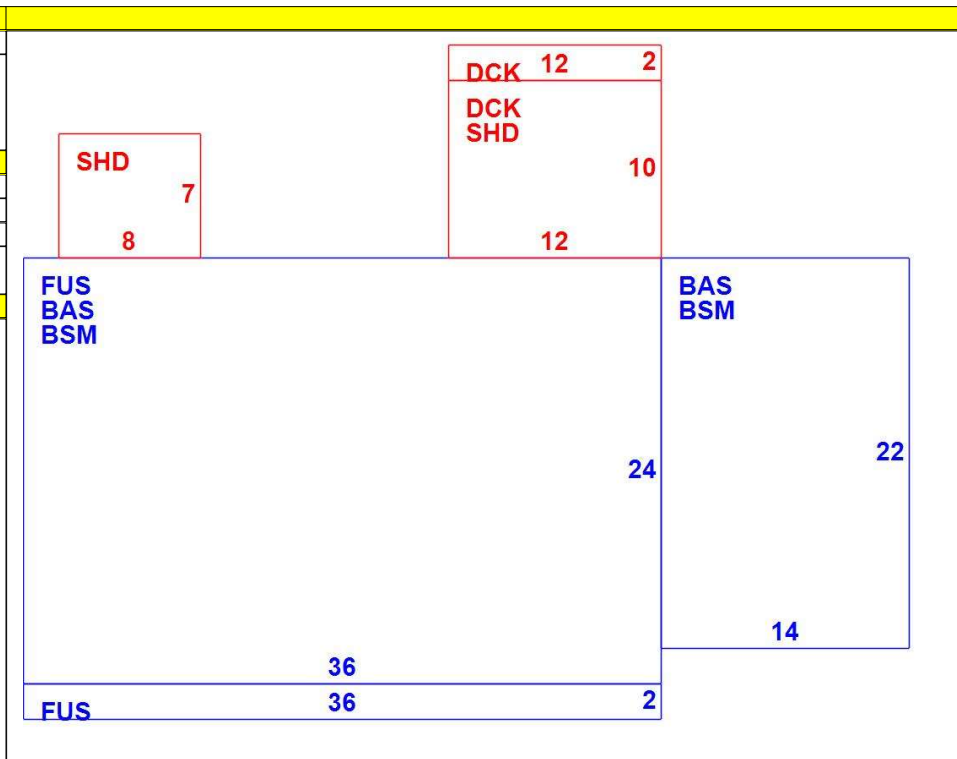 DCK 12 2
DCK
SHD
10
12
SHD
7
8
FUS
BAS
BSM
24
36
BAS
BSM
22
14
FUS 36 2